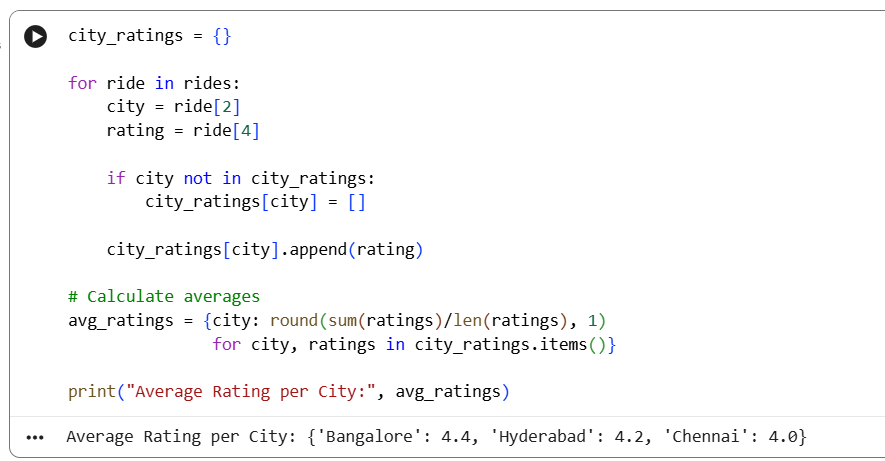 city_ratings = {}
for ride in rides:
    city = ride[2]
    rating = ride[4]
    if city not in city_ratings:
        city_ratings[city] = []
    city_ratings[city].append(rating)
# Calculate averages
avg_ratings = {city: round(sum(ratings)/len(ratings), 1)
               for city, ratings in city_ratings.items()}
print("Average Rating per City:", avg_ratings)
Average Rating per City: {'Bangalore': 4.4, 'Hyderabad': 4.2, 'Chennai': 4.0}